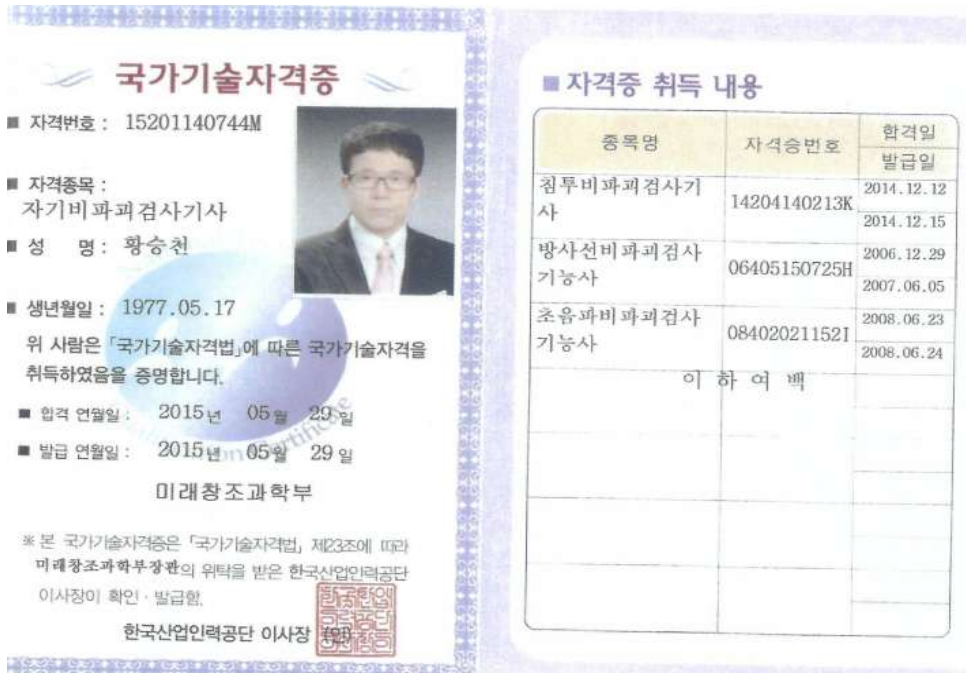 국가기술자격증
■ 자격번호 : 15201140744M
■ 자격종목 :
자기비파괴검사기사
■ 성 명 : 황승천
■ 생년월일 : 1977.05.17
위 사람은 「국가기술자격법」에 따른 국가기술자격을
취득하였음을 증명합니다.
■ 합격 연월일 : 2015년 05월 29일
■ 발급 연월일 : 2015년 05월 29일
미래창조과학부
※ 본 국가기술자격증은 「국가기술자격법」 제23조에 따라
미래창조과학부장관의 위탁을 받은 한국산업인력공단
이사장이 확인·발급함.
한국산업인력공단 이사장 (인)
■ 자격증 취득 내용
종목명 자격증번호 합격일
발급일
침투비파괴검사기 14204140213K 2014.12.12
사 2014.12.15
방사선비파괴검사 06405150725H 2006.12.29
기능사 2007.06.05
초음파비파괴검사 08402021152I 2008.06.23
기능사 2008.06.24
이 하 여 백